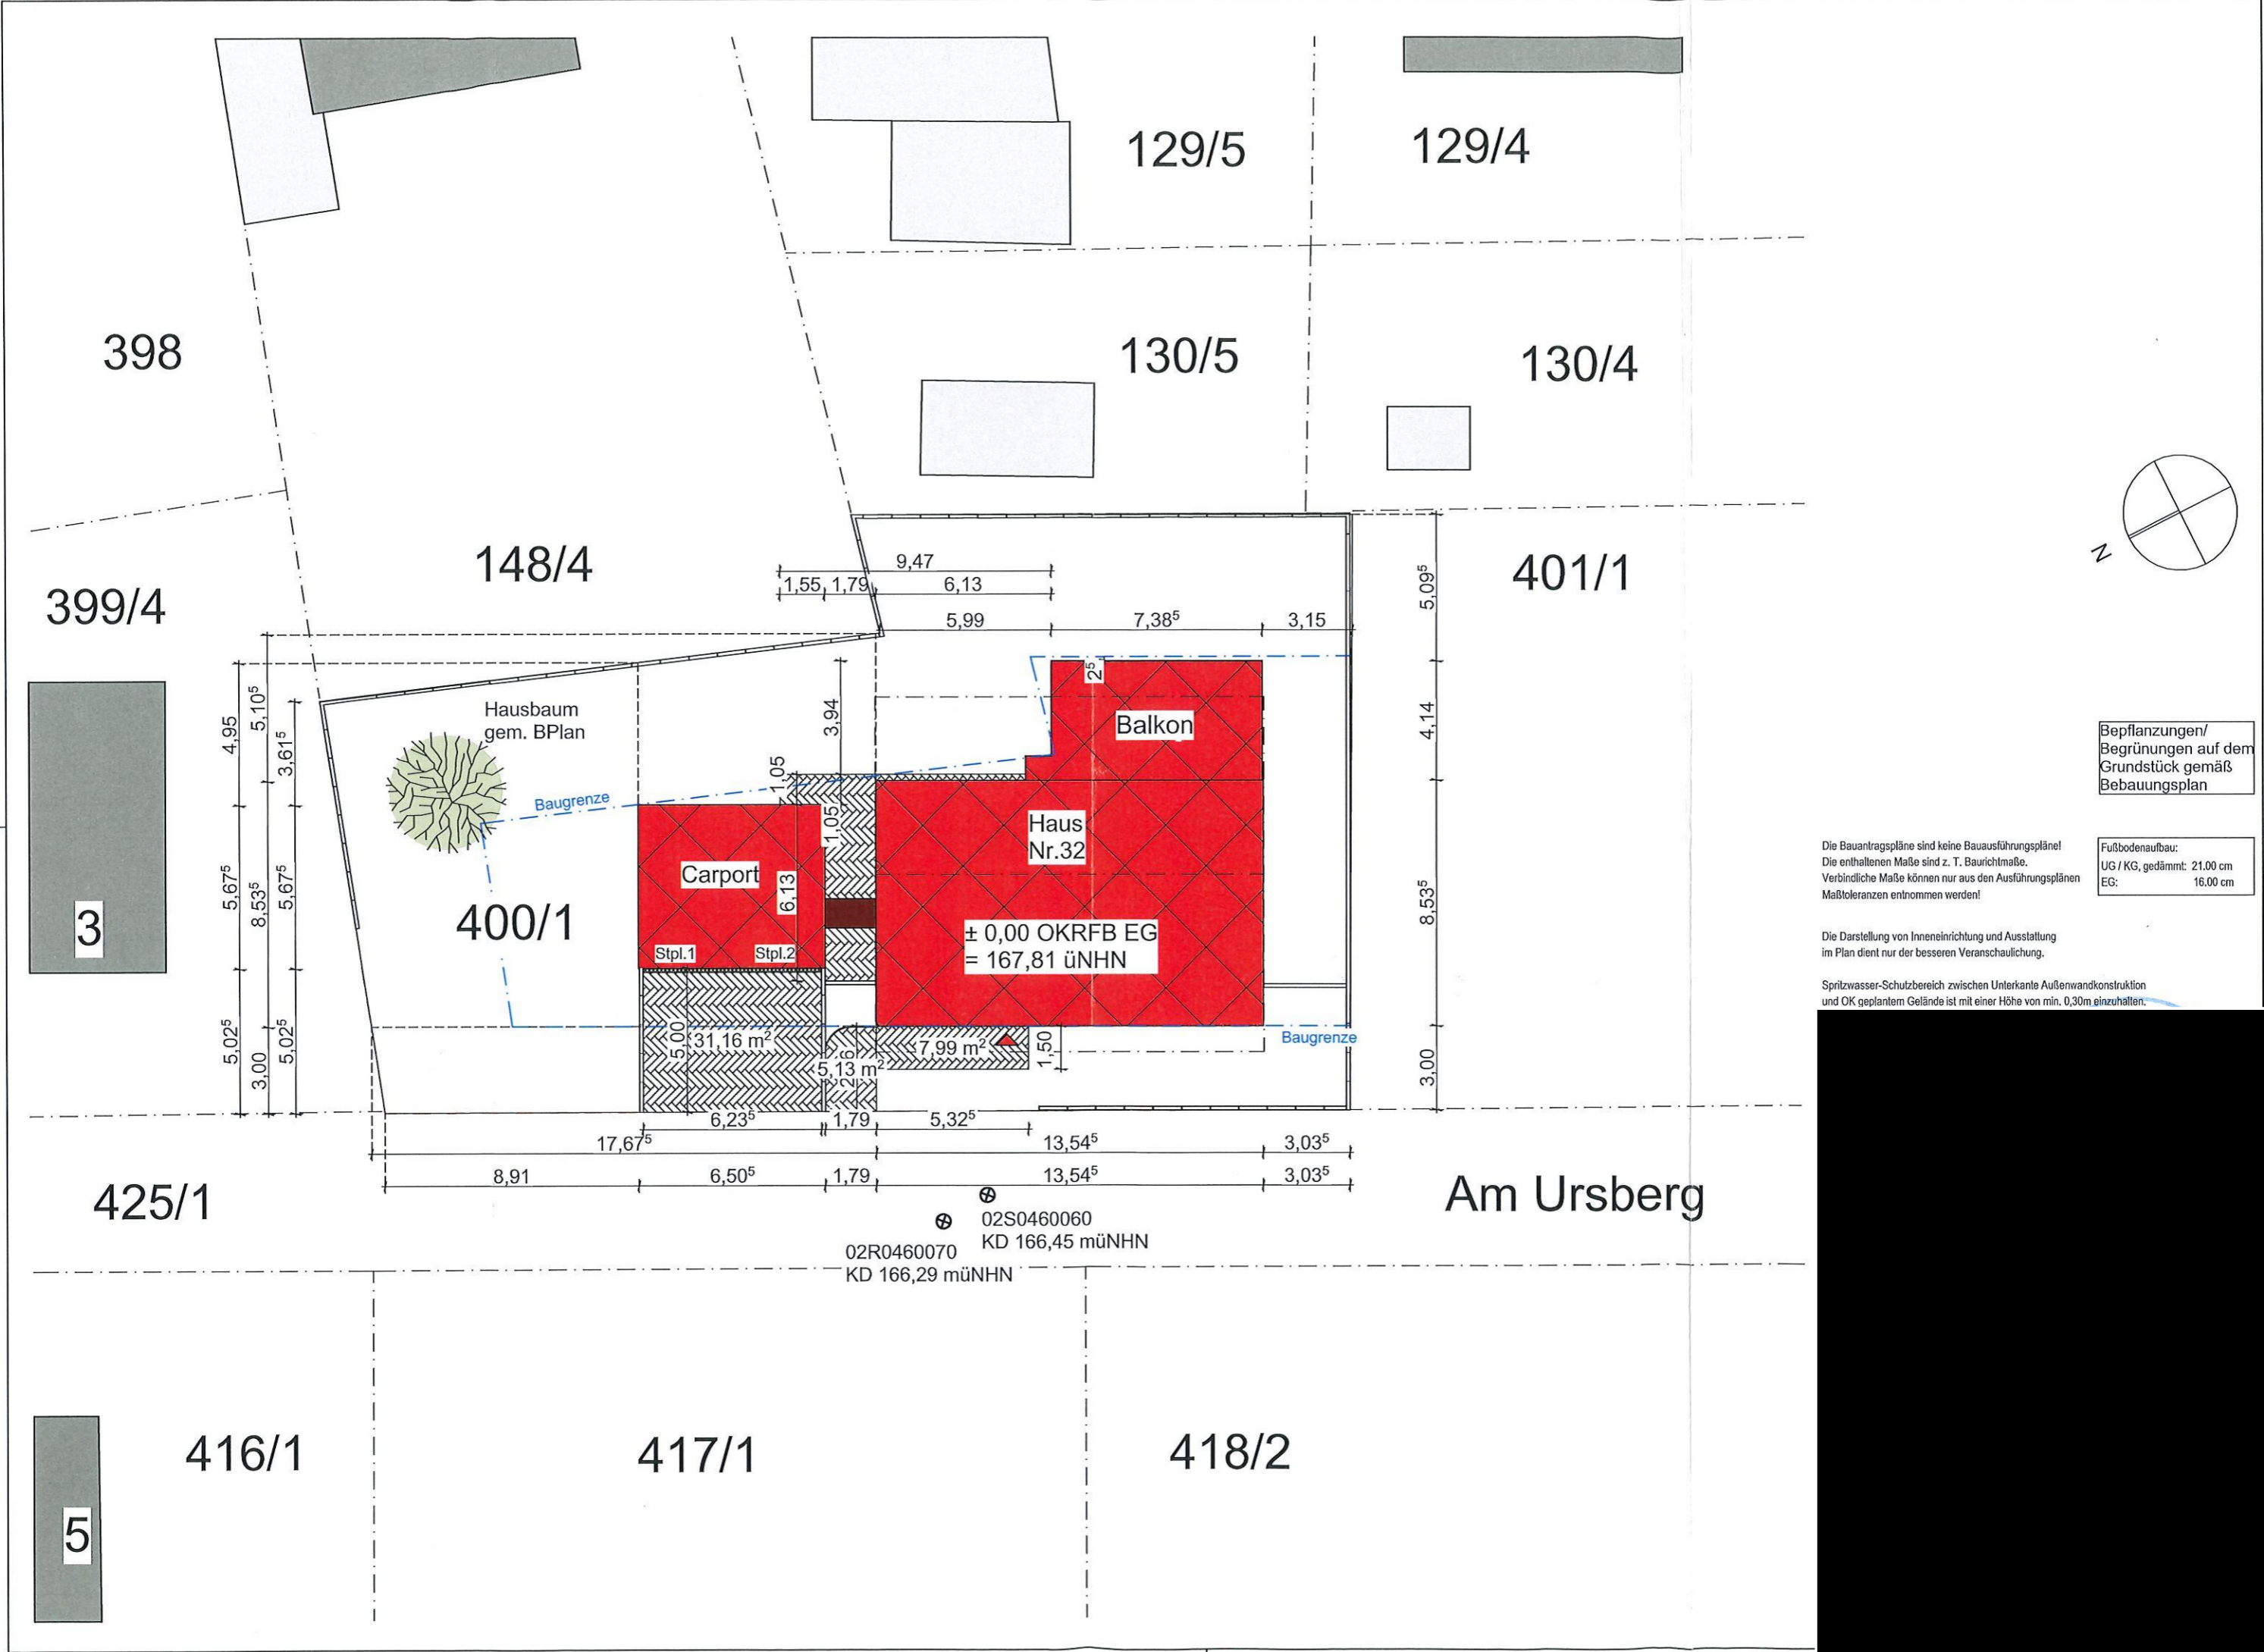 129/5
129/4
398
130/5
130/4
148/4
401/1
399/4
N
9,47
1,55 1,79 6,13
5,99 7,38⁵ 3,15
5,09⁵
4,14
8,53⁵
3,00
4,95
5,10⁵
3,61⁵
5,67⁵
8,53⁵
5,67⁵
5,02⁵
3,00
5,02⁵
Hausbaum
gem. BPlan
Baugrenze
3,94
1,05
1,05
6,13
2⁵
Balkon
Haus
Nr.32
Carport
Stpl.1 Stpl.2
400/1
3
± 0,00 OKRFB EG
= 167,81 üNHN
5,00
31,16 m²
5,13 m²
7,99 m²
1,50
Baugrenze
6,23⁵ 1,79 5,32⁵
17,67⁵ 13,54⁵ 3,03⁵
8,91 6,50⁵ 1,79 13,54⁵ 3,03⁵
425/1
Am Ursberg
02S0460060
KD 166,45 müNHN
02R0460070
KD 166,29 müNHN
416/1
417/1
418/2
5
Bepflanzungen/
Begrünungen auf dem
Grundstück gemäß
Bebauungsplan
Die Bauantragspläne sind keine Bauausführungspläne!
Die enthaltenen Maße sind z. T. Baurichtmaße.
Verbindliche Maße können nur aus den Ausführungsplänen
Maßtoleranzen entnommen werden!
Fußbodenaufbau:
UG / KG, gedämmt: 21.00 cm
EG: 16.00 cm
Die Darstellung von Inneneinrichtung und Ausstattung
im Plan dient nur der besseren Veranschaulichung.
Spritzwasser-Schutzbereich zwischen Unterkante Außenwandkonstruktion
und OK geplantem Gelände ist mit einer Höhe von min. 0,30m einzuhalten.